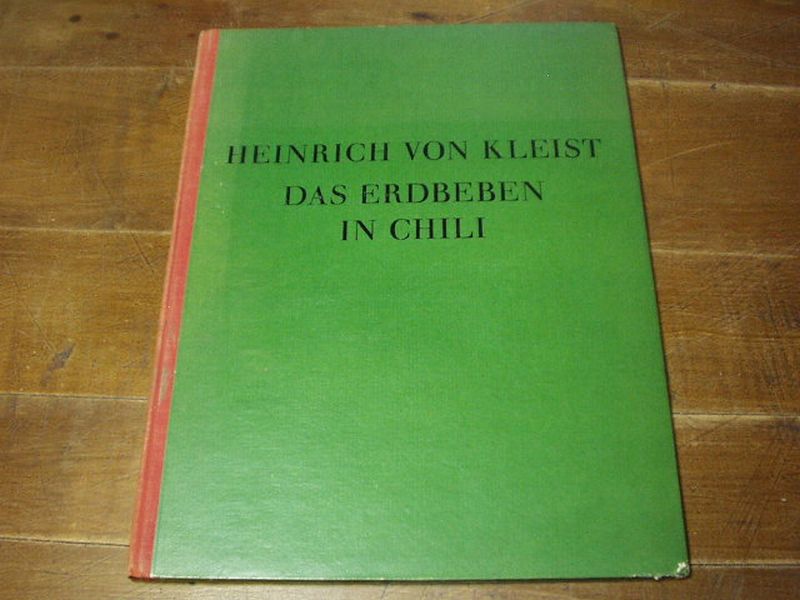 HEINRICH VON KLEIST
DAS ERDBEBEN
IN CHILI